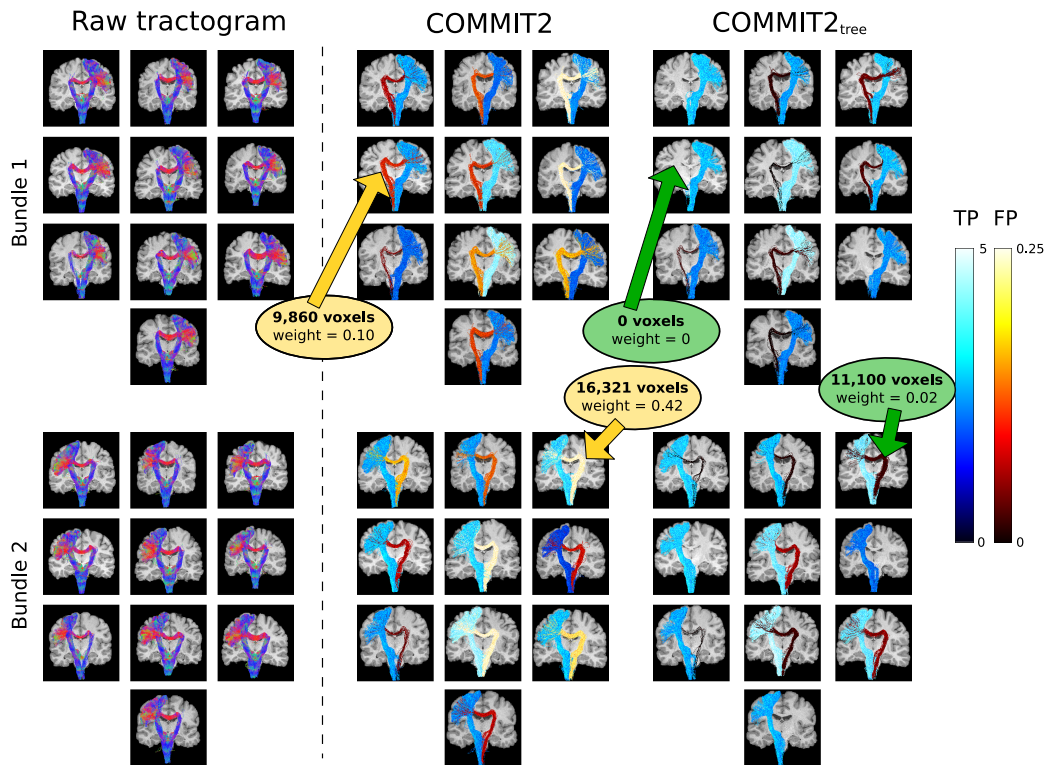 Raw tractogram
COMMIT2
COMMIT2tree
Bundle 1
9,860 voxels
weight = 0.10
0 voxels
weight = 0
16,321 voxels
weight = 0.42
11,100 voxels
weight = 0.02
TP FP
5
0.25
0
0
Bundle 2